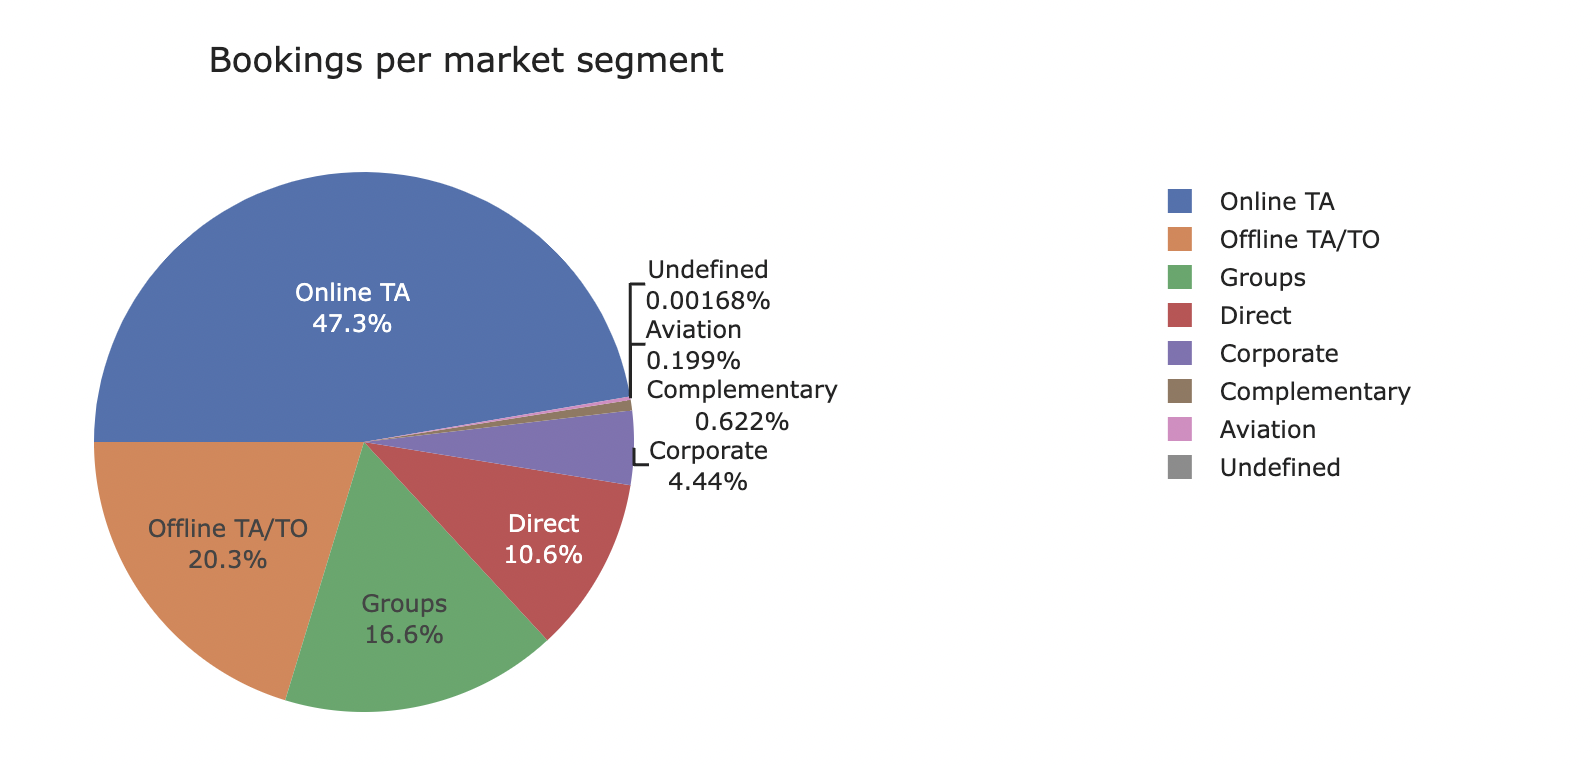 Bookings per market segment
Online TA
47.3%
Undefined
0.00168%
Aviation
0.199%
Complementary
0.622%
Corporate
4.44%
Direct
10.6%
Offline TA/TO
20.3%
Groups
16.6%
Online TA
Offline TA/TO
Groups
Direct
Corporate
Complementary
Aviation
Undefined